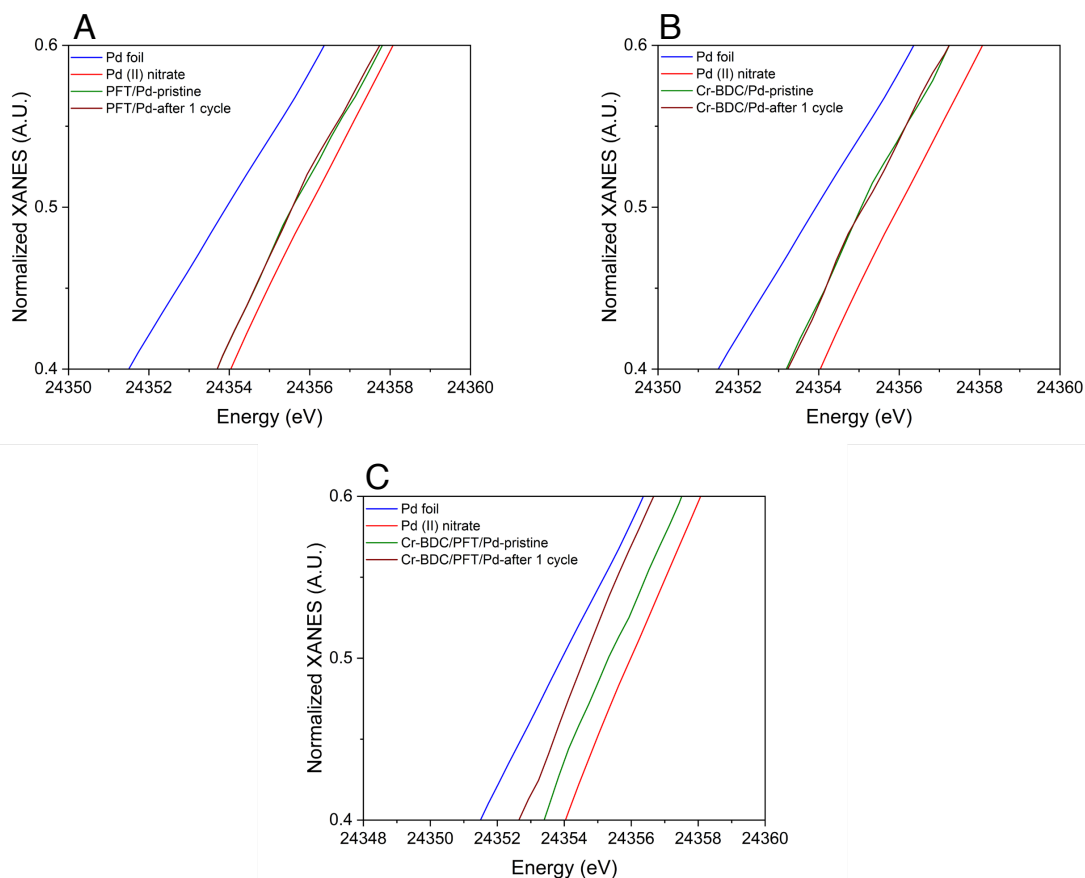 A
Pd foil
Pd (II) nitrate
PFT/Pd-pristine
PFT/Pd-after 1 cycle
Normalized XANES (A.U.)
0.6
0.5
0.4
24350 24352 24354 24356 24358 24360
Energy (eV)
B
Pd foil
Pd (II) nitrate
Cr-BDC/Pd-pristine
Cr-BDC/Pd-after 1 cycle
Normalized XANES (A.U.)
0.6
0.5
0.4
24350 24352 24354 24356 24358 24360
Energy (eV)
C
Pd foil
Pd (II) nitrate
Cr-BDC/PFT/Pd-pristine
Cr-BDC/PFT/Pd-after 1 cycle
Normalized XANES (A.U.)
0.6
0.5
0.4
24348 24350 24352 24354 24356 24358 24360
Energy (eV)